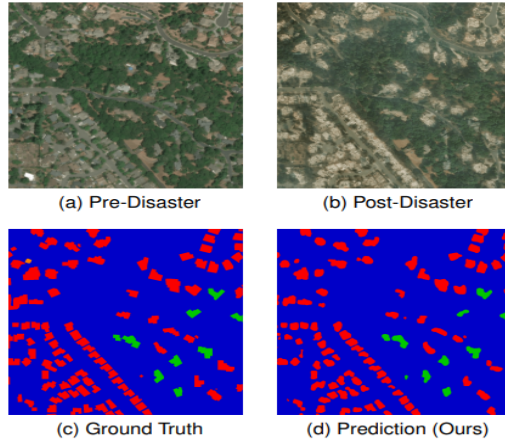 (a) Pre-Disaster
(b) Post-Disaster
(c) Ground Truth
(d) Prediction (Ours)